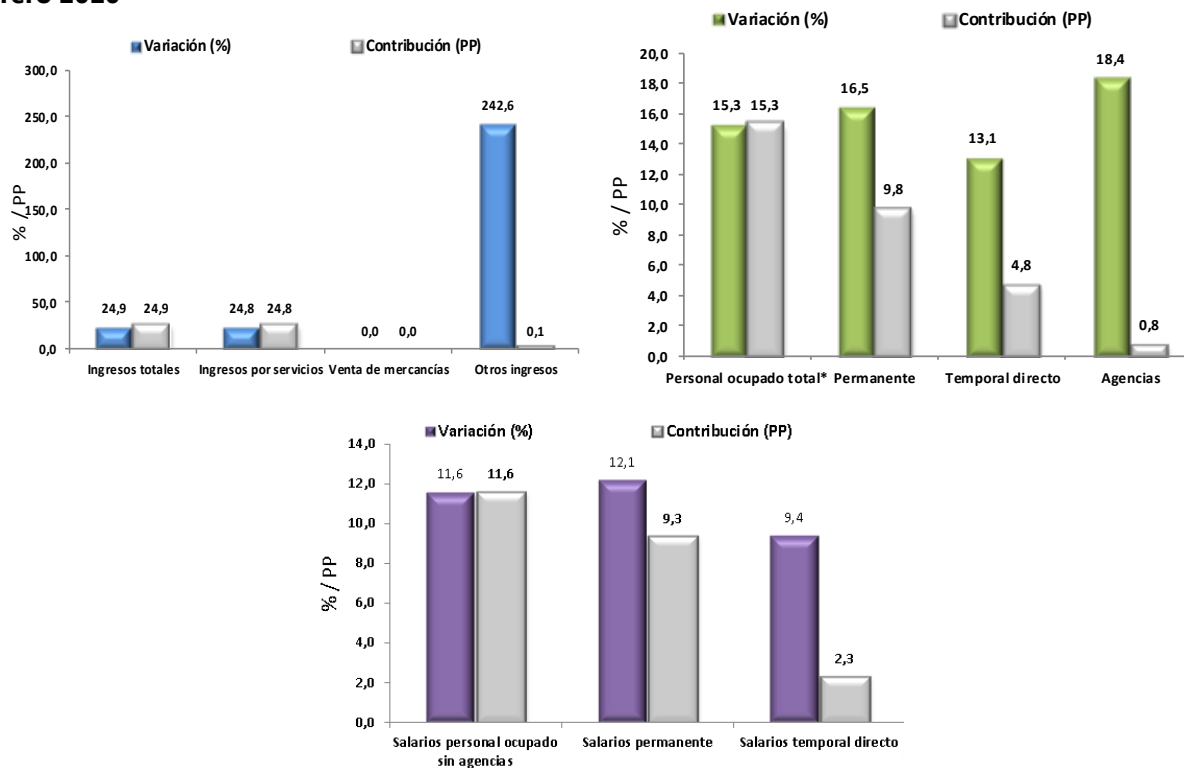 Variación (%) Contribución (PP)
300,0
250,0
200,0
150,0
100,0
50,0
0,0
% / PP
242,6
24,9 24,9 24,8 24,8 0,0 0,0 0,1
Ingresos totales Ingresos por servicios Venta de mercancías Otros ingresos
Variación (%) Contribución (PP)
20,0
18,0
16,0
14,0
12,0
10,0
8,0
6,0
4,0
2,0
0,0
% / PP
15,3 15,3 16,5 9,8 13,1 4,8 18,4 0,8
Personal ocupado total* Permanente Temporal directo Agencias
Variación (%) Contribución (PP)
14,0
12,0
10,0
8,0
6,0
4,0
2,0
0,0
% / PP
11,6 11,6 12,1 9,3 9,4 2,3
Salarios personal ocupado Salarios permanente Salarios temporal directo
sin agencias